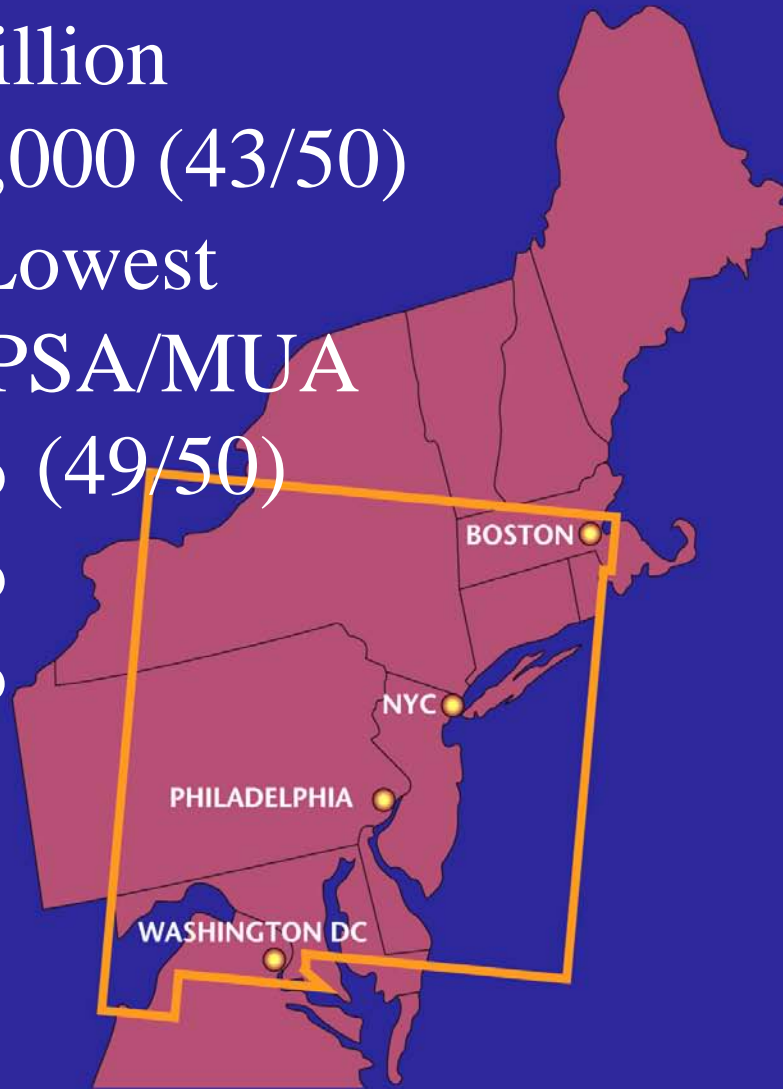 illion
,000 (43/50)
Lowest
PSA/MUA
(49/50)
BOSTON
NYC
PHILADELPHIA
WASHINGTON DC